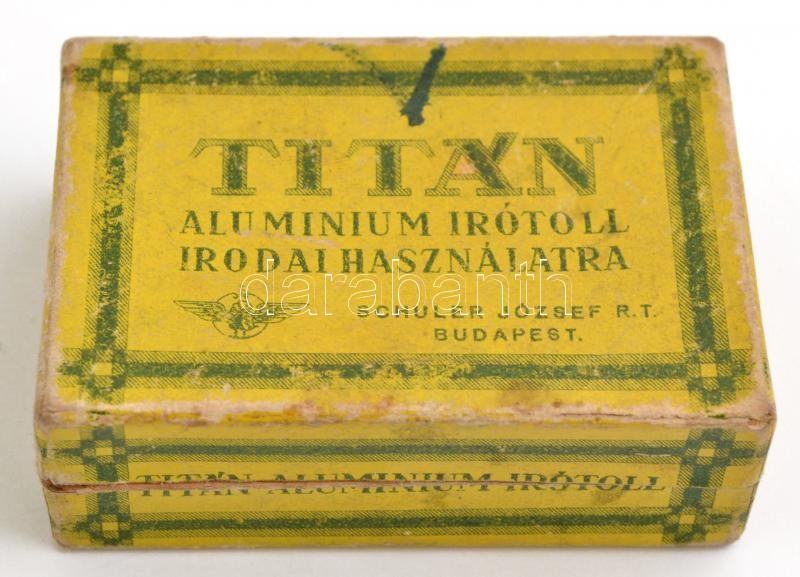 TITÁN
ALUMINIUM IRÓTOLL
IRODAI HASZNÁLATRA
darabanth
SCHULER JÓZSEF R.T.
BUDAPEST.
TITÁN ALUMINIUM IRÓTOLL